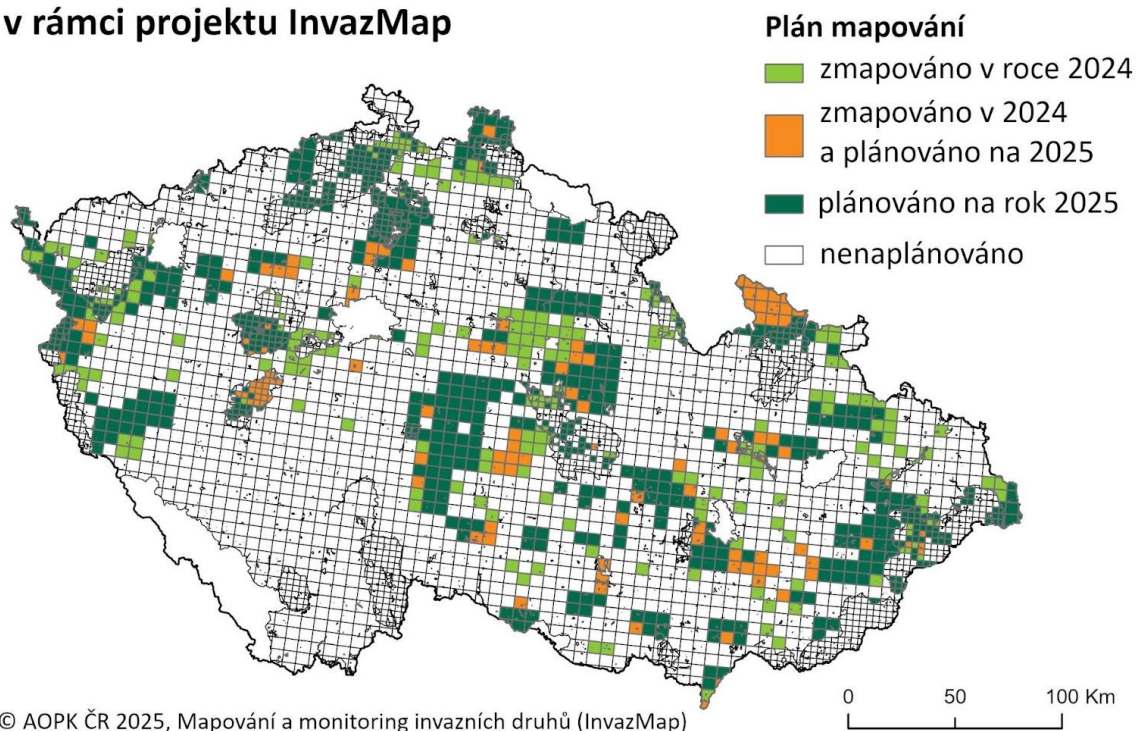 v rámci projektu InvazMap
Plán mapování
zmapováno v roce 2024
zmapováno v 2024
a plánováno na 2025
plánováno na rok 2025
nenaplánováno
0 50 100 Km
© AOPK ČR 2025, Mapování a monitoring invazních druhů (InvazMap)